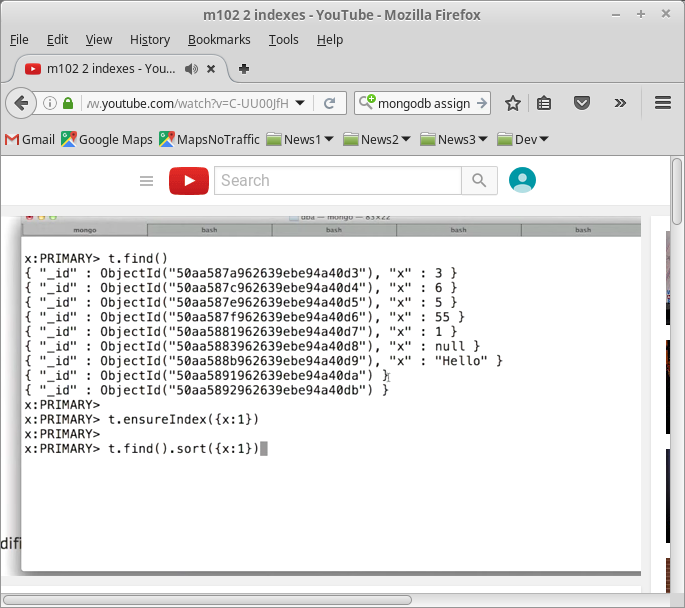 m102 2 indexes - YouTube - Mozilla Firefox
File Edit View History Bookmarks Tools Help
m102 2 indexes - You...
w.youtube.com/watch?v=C-UU00JfH
mongodb assign
Gmail Google Maps MapsNoTraffic News1 News2 News3 Dev
Search
dba — mongo — 83×22
mongo bash bash bash bash
x:PRIMARY> t.find()
{ "_id" : ObjectId("50aa587a962639ebe94a40d3"), "x" : 3 }
{ "_id" : ObjectId("50aa587c962639ebe94a40d4"), "x" : 6 }
{ "_id" : ObjectId("50aa587e962639ebe94a40d5"), "x" : 5 }
{ "_id" : ObjectId("50aa587f962639ebe94a40d6"), "x" : 55 }
{ "_id" : ObjectId("50aa5881962639ebe94a40d7"), "x" : 1 }
{ "_id" : ObjectId("50aa5883962639ebe94a40d8"), "x" : null }
{ "_id" : ObjectId("50aa588b962639ebe94a40d9"), "x" : "Hello" }
{ "_id" : ObjectId("50aa5891962639ebe94a40da") }
{ "_id" : ObjectId("50aa5892962639ebe94a40db") }
x:PRIMARY>
x:PRIMARY> t.ensureIndex({x:1})
x:PRIMARY>
x:PRIMARY> t.find().sort({x:1})
difi